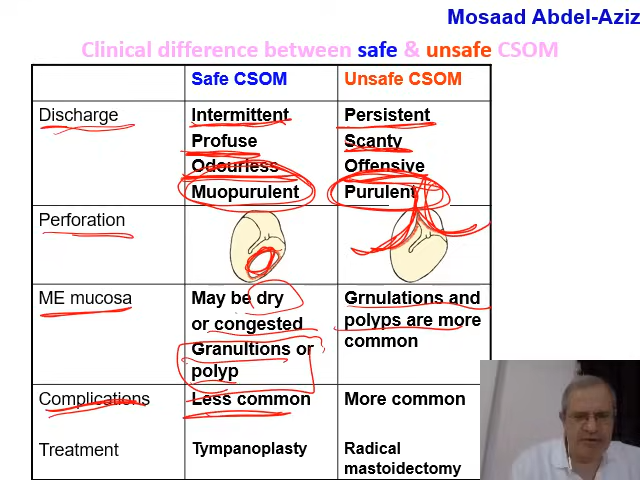 Mosaad Abdel-Aziz
Clinical difference between safe & unsafe CSOM
Safe CSOM Unsafe CSOM
Discharge Intermittent Persistent
Profuse Scanty
Odourless Offensive
Muopurulent Purulent
Perforation
ME mucosa May be dry Grnulations and
or congested polyps are more
Granultions or common
polyp
Complications Less common More common
Treatment Tympanoplasty Radical
mastoidectomy